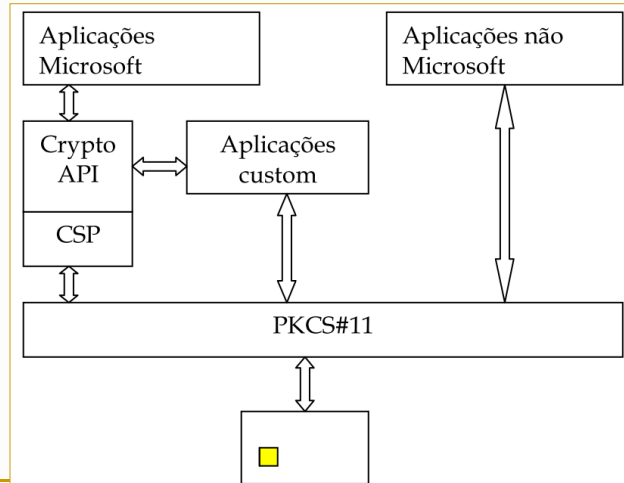 Aplicações
Microsoft
Aplicações não
Microsoft
Crypto
API
Aplicações
custom
CSP
PKCS#11